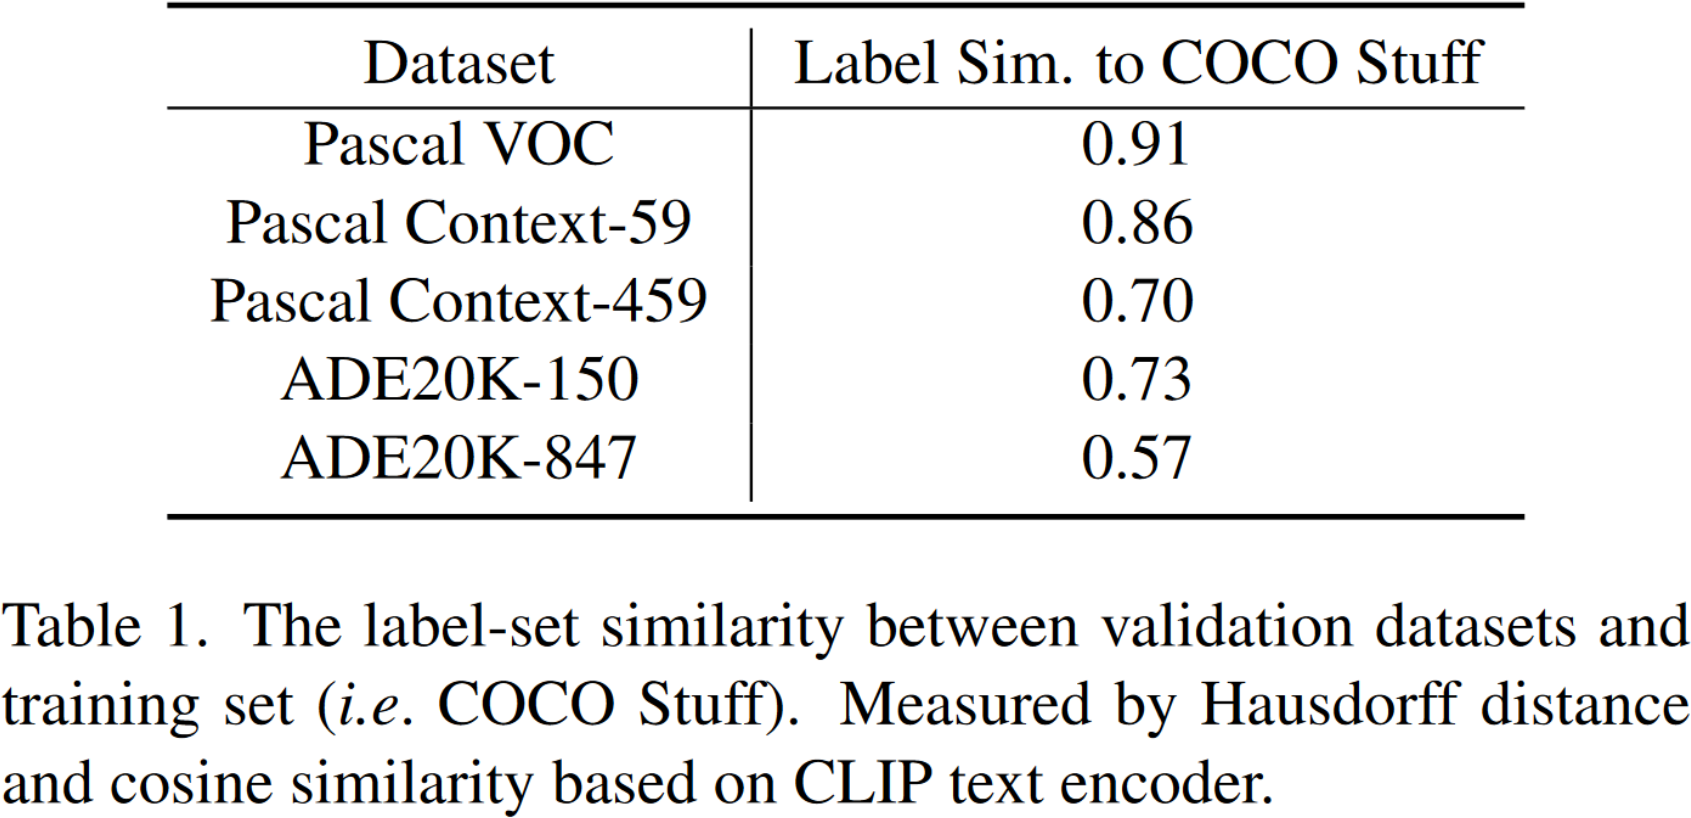 Dataset Label Sim. to COCO Stuff
Pascal VOC 0.91
Pascal Context-59 0.86
Pascal Context-459 0.70
ADE20K-150 0.73
ADE20K-847 0.57
Table 1. The label-set similarity between validation datasets and
training set (i.e. COCO Stuff). Measured by Hausdorff distance
and cosine similarity based on CLIP text encoder.